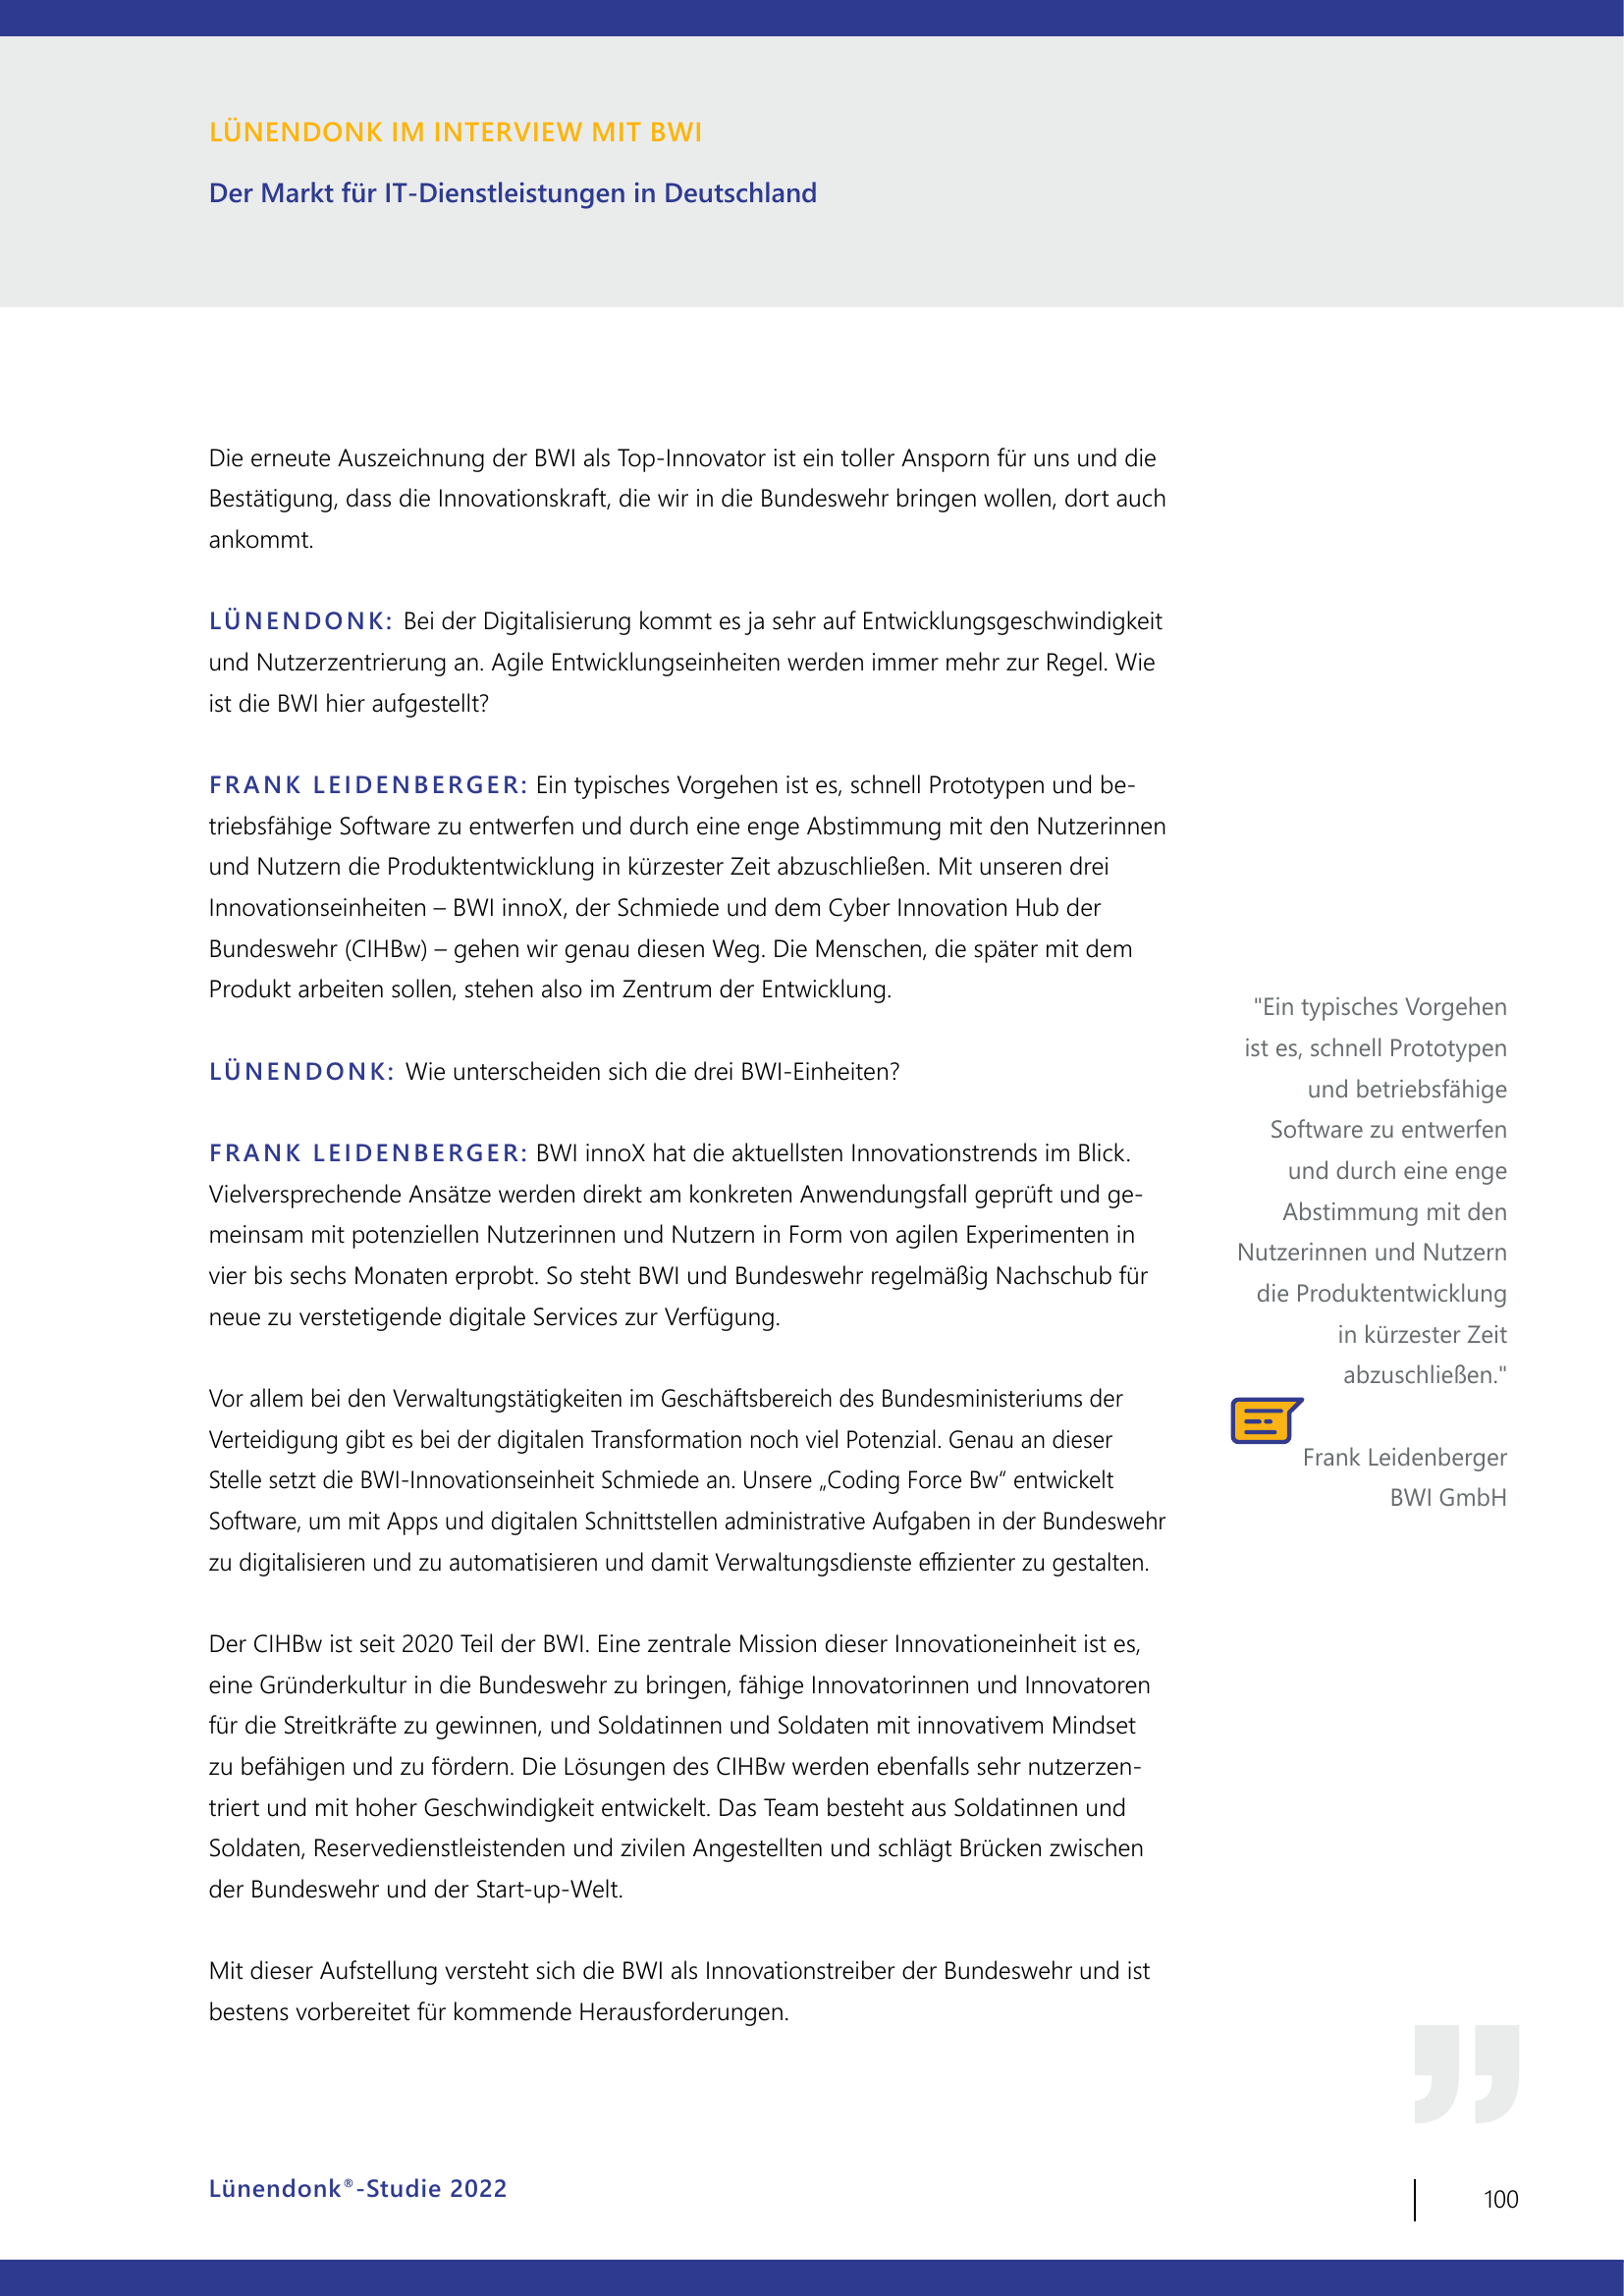 LÜNENDONK IM INTERVIEW MIT BWI
Der Markt für IT-Dienstleistungen in Deutschland
Die erneute Auszeichnung der BWI als Top-Innovator ist ein toller Ansporn für uns und die
Bestätigung, dass die Innovationskraft, die wir in die Bundeswehr bringen wollen, dort auch
ankommt.
LÜNENDONK: Bei der Digitalisierung kommt es ja sehr auf Entwicklungsgeschwindigkeit
und Nutzerzentrierung an. Agile Entwicklungseinheiten werden immer mehr zur Regel. Wie
ist die BWI hier aufgestellt?
FRANK LEIDENBERGER: Ein typisches Vorgehen ist es, schnell Prototypen und be-
triebsfähige Software zu entwerfen und durch eine enge Abstimmung mit den Nutzerinnen
und Nutzern die Produktentwicklung in kürzester Zeit abzuschließen. Mit unseren drei
Innovationseinheiten – BWI innoX, der Schmiede und dem Cyber Innovation Hub der
Bundeswehr (CIHBw) – gehen wir genau diesen Weg. Die Menschen, die später mit dem
Produkt arbeiten sollen, stehen also im Zentrum der Entwicklung.
LÜNENDONK: Wie unterscheiden sich die drei BWI-Einheiten?
FRANK LEIDENBERGER: BWI innoX hat die aktuellsten Innovationstrends im Blick.
Vielversprechende Ansätze werden direkt am konkreten Anwendungsfall geprüft und ge-
meinsam mit potenziellen Nutzerinnen und Nutzern in Form von agilen Experimenten in
vier bis sechs Monaten erprobt. So steht BWI und Bundeswehr regelmäßig Nachschub für
neue zu verstetigende digitale Services zur Verfügung.
Vor allem bei den Verwaltungstätigkeiten im Geschäftsbereich des Bundesministeriums der
Verteidigung gibt es bei der digitalen Transformation noch viel Potenzial. Genau an dieser
Stelle setzt die BWI-Innovationseinheit Schmiede an. Unsere „Coding Force Bw“ entwickelt
Software, um mit Apps und digitalen Schnittstellen administrative Aufgaben in der Bundeswehr
zu digitalisieren und zu automatisieren und damit Verwaltungsdienste effizienter zu gestalten.
Der CIHBw ist seit 2020 Teil der BWI. Eine zentrale Mission dieser Innovationeinheit ist es,
eine Gründerkultur in die Bundeswehr zu bringen, fähige Innovatorinnen und Innovatoren
für die Streitkräfte zu gewinnen, und Soldatinnen und Soldaten mit innovativem Mindset
zu befähigen und zu fördern. Die Lösungen des CIHBw werden ebenfalls sehr nutzerzen-
triert und mit hoher Geschwindigkeit entwickelt. Das Team besteht aus Soldatinnen und
Soldaten, Reservedienstleistenden und zivilen Angestellten und schlägt Brücken zwischen
der Bundeswehr und der Start-up-Welt.
Mit dieser Aufstellung versteht sich die BWI als Innovationstreiber der Bundeswehr und ist
bestens vorbereitet für kommende Herausforderungen.
"Ein typisches Vorgehen
ist es, schnell Prototypen
und betriebsfähige
Software zu entwerfen
und durch eine enge
Abstimmung mit den
Nutzerinnen und Nutzern
die Produktentwicklung
in kürzester Zeit
abzuschließen."
Frank Leidenberger
BWI GmbH
Lünendonk®-Studie 2022
100